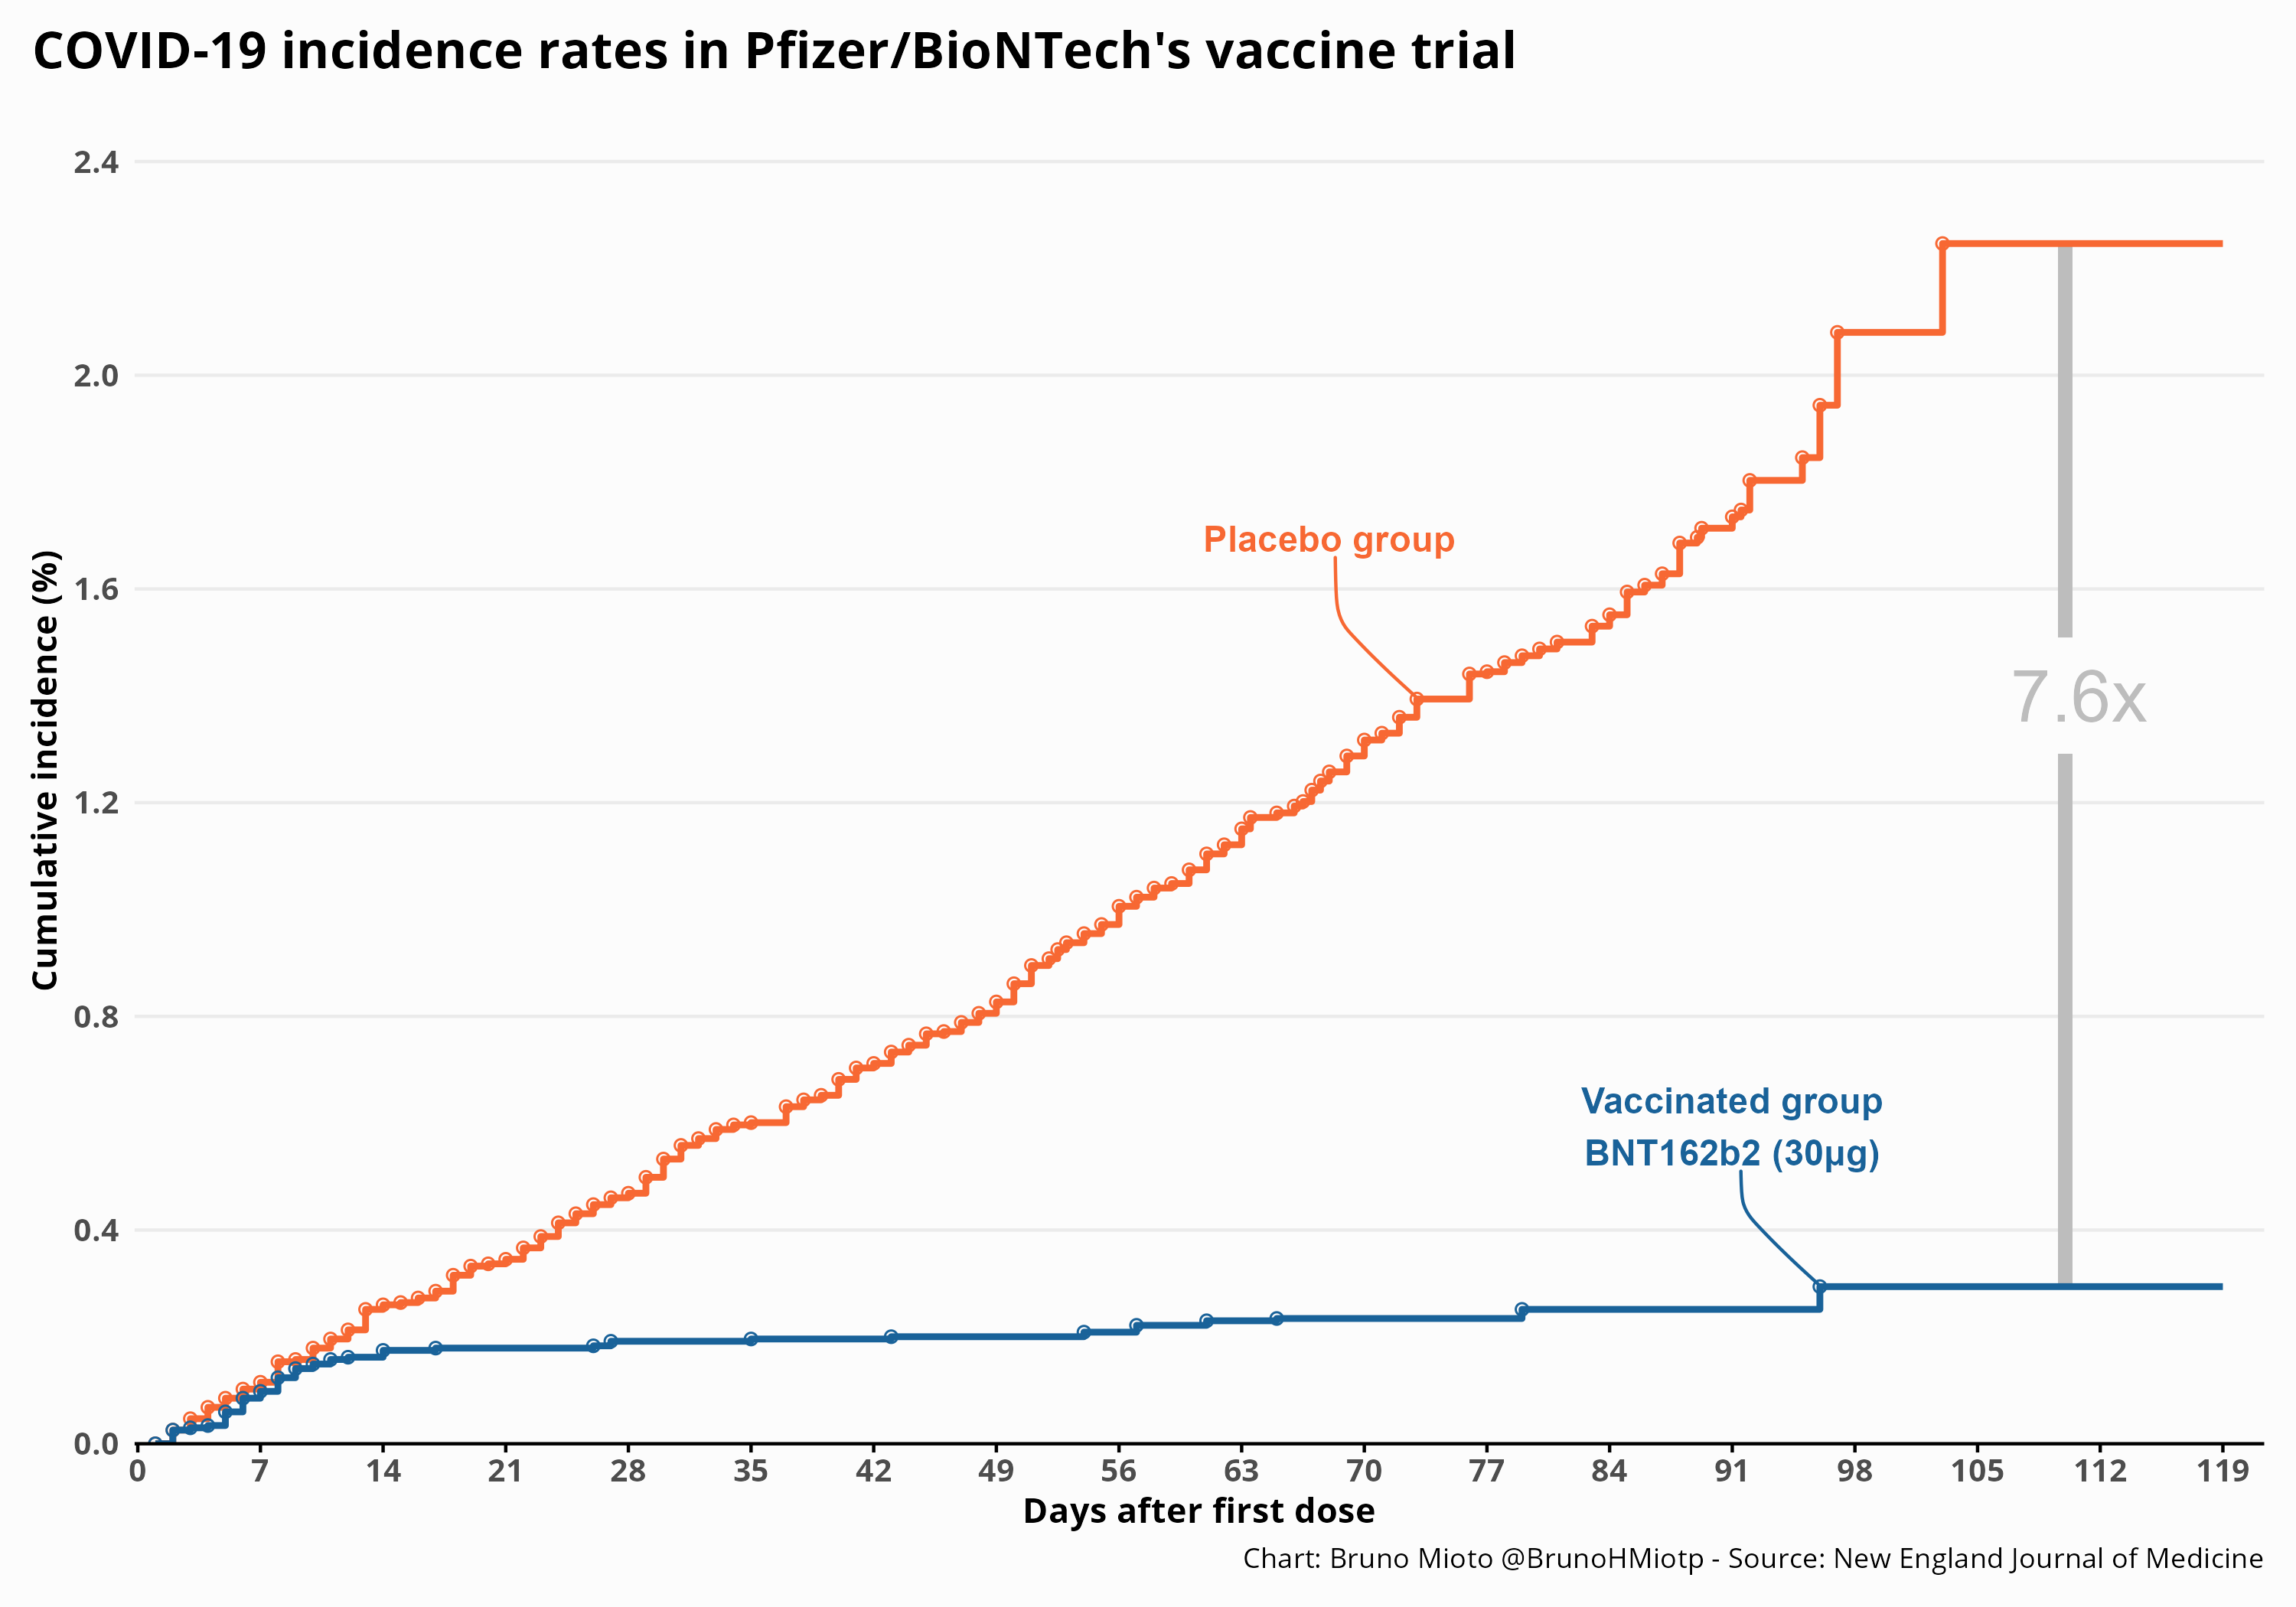 COVID-19 incidence rates in Pfizer/BioNTech's vaccine trial
Cumulative incidence (%)
2.4
2.0
1.6
1.2
0.8
0.4
0.0
Placebo group
7.6x
Vaccinated group
BNT162b2 (30µg)
0 7 14 21 28 35 42 49 56 63 70 77 84 91 98 105 112 119
Days after first dose
Chart: Bruno Mioto @BrunoHMiotp - Source: New England Journal of Medicine